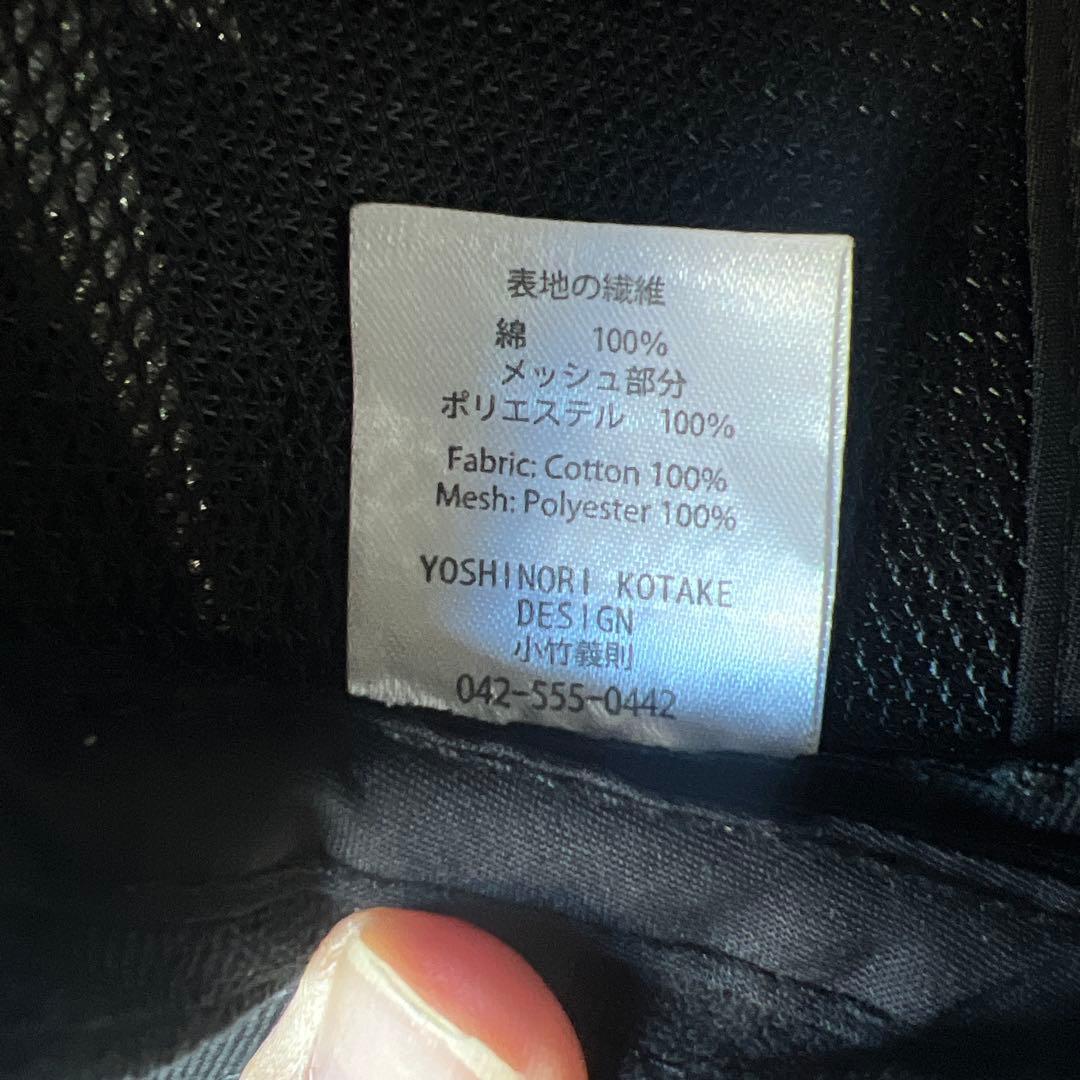 表地の繊維
綿 100%
メッシュ部分
ポリエステル 100%
Fabric: Cotton 100%
Mesh: Polyester 100%
YOSHINORI KOTAKE
DESIGN
小竹義則
042-555-0442